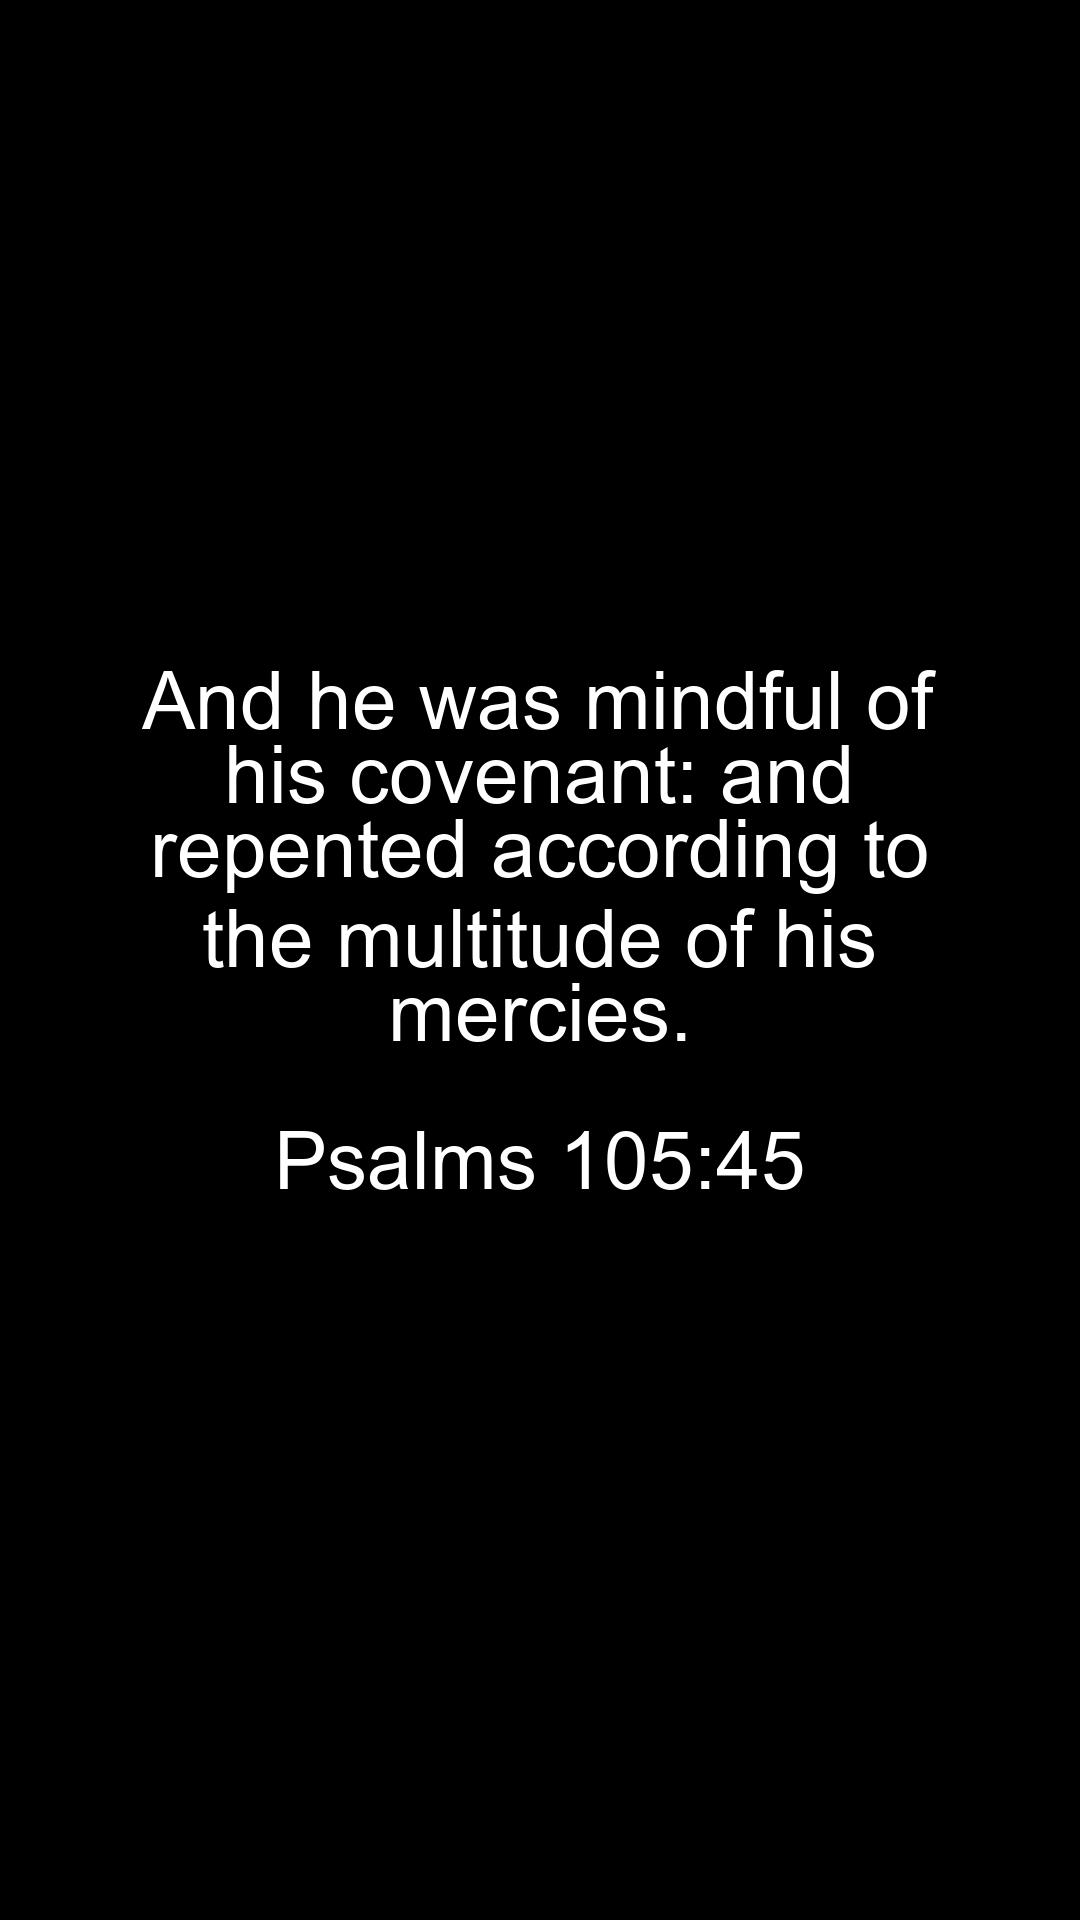 And he was mindful of
his covenant: and
repented according to
the multitude of his
mercies.
Psalms 105:45